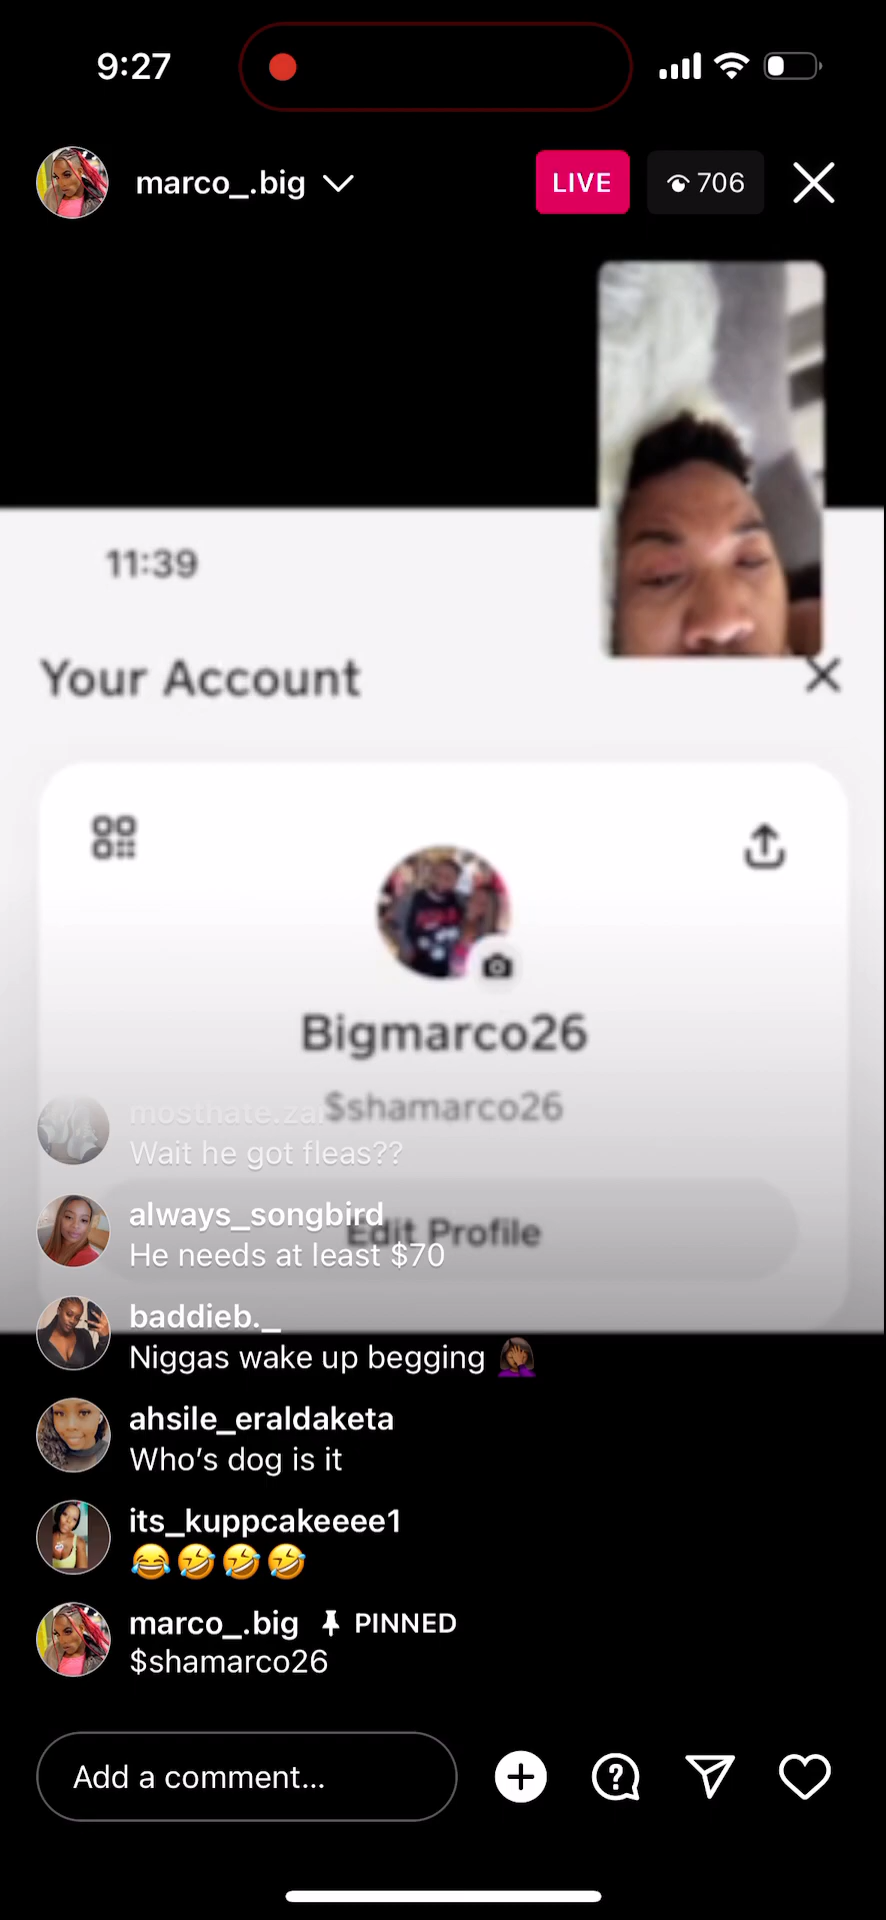 9:27
marco_.big
LIVE
706
11:39
Your Account
Bigmarco26
$shamarco26
Wait he got fleas??
always_songbird
Edit Profile
He needs at least $70
baddieb._
Niggas wake up begging 🤦🏾‍♀️
ahsile_eraldaketa
Who's dog is it
its_kuppcakeeee1
😂🤣🤣🤣
marco_.big PINNED
$shamarco26
Add a comment...